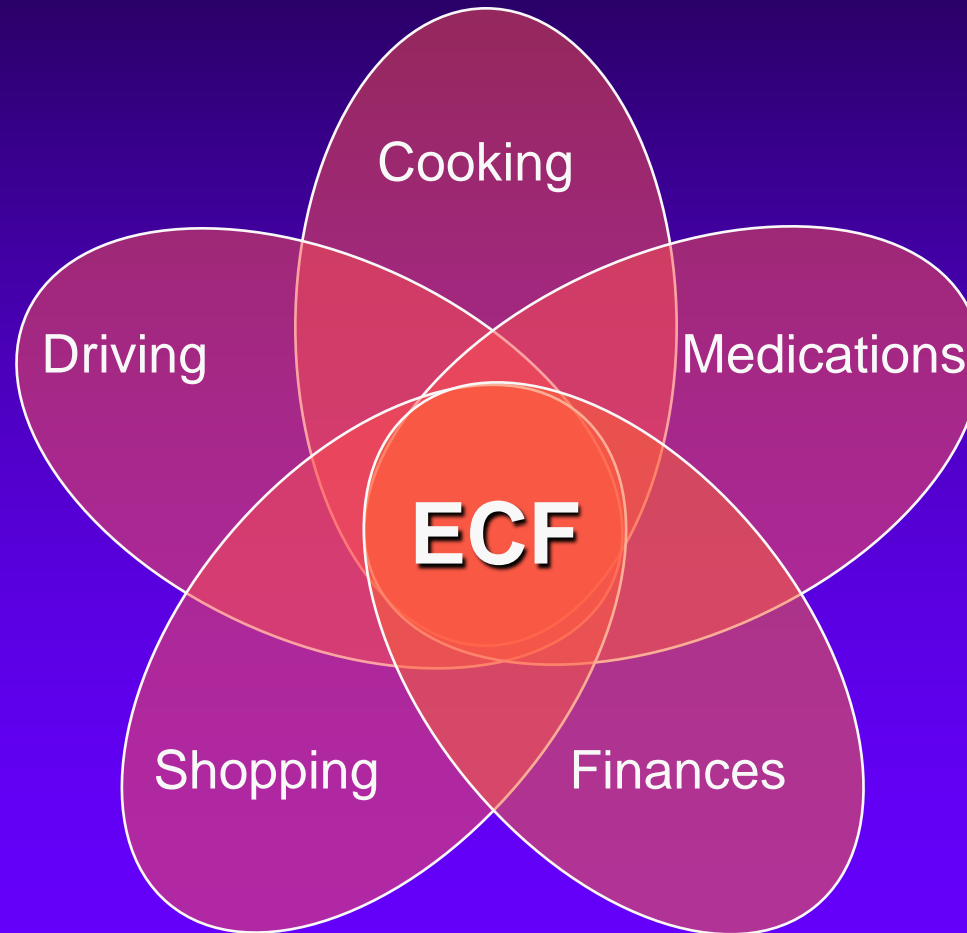 Cooking
Driving
Medications
ECF
Shopping
Finances